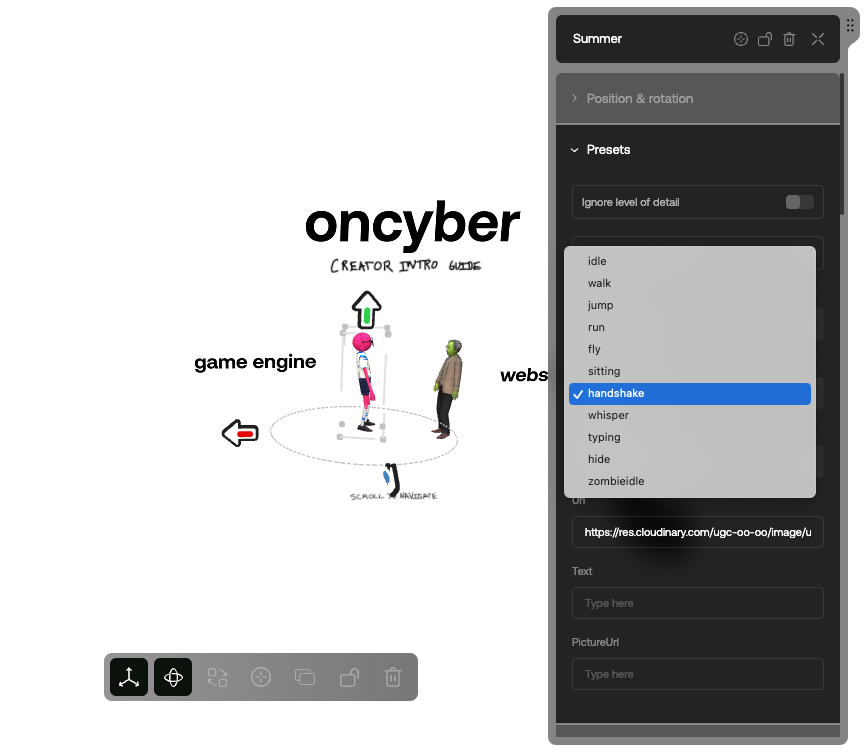 Summer
Position & rotation
Presets
Ignore level of detail
oncyber
CREATOR INTRO GUIDE
game engine
webs
SCROLL TO NAVIGATE
idle
walk
jump
run
fly
sitting
handshake
whisper
typing
hide
zombieidle
Url
https://res.cloudinary.com/ugc-oo-oo/image/u
Text
Type here
PictureUrl
Type here